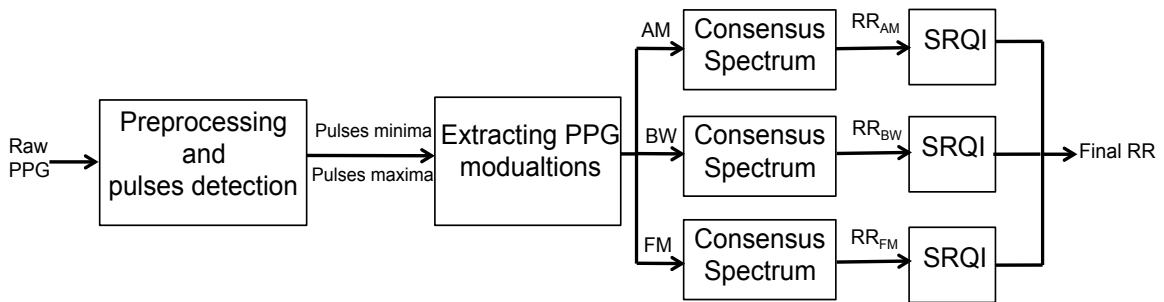 Raw
PPG
Preprocessing
and
pulses detection
Pulses minima
Pulses maxima
Extracting PPG
modualtions
AM
Consensus
Spectrum
RRAM
SRQI
BW
Consensus
Spectrum
RRBW
SRQI
FM
Consensus
Spectrum
RRFM
SRQI
Final RR